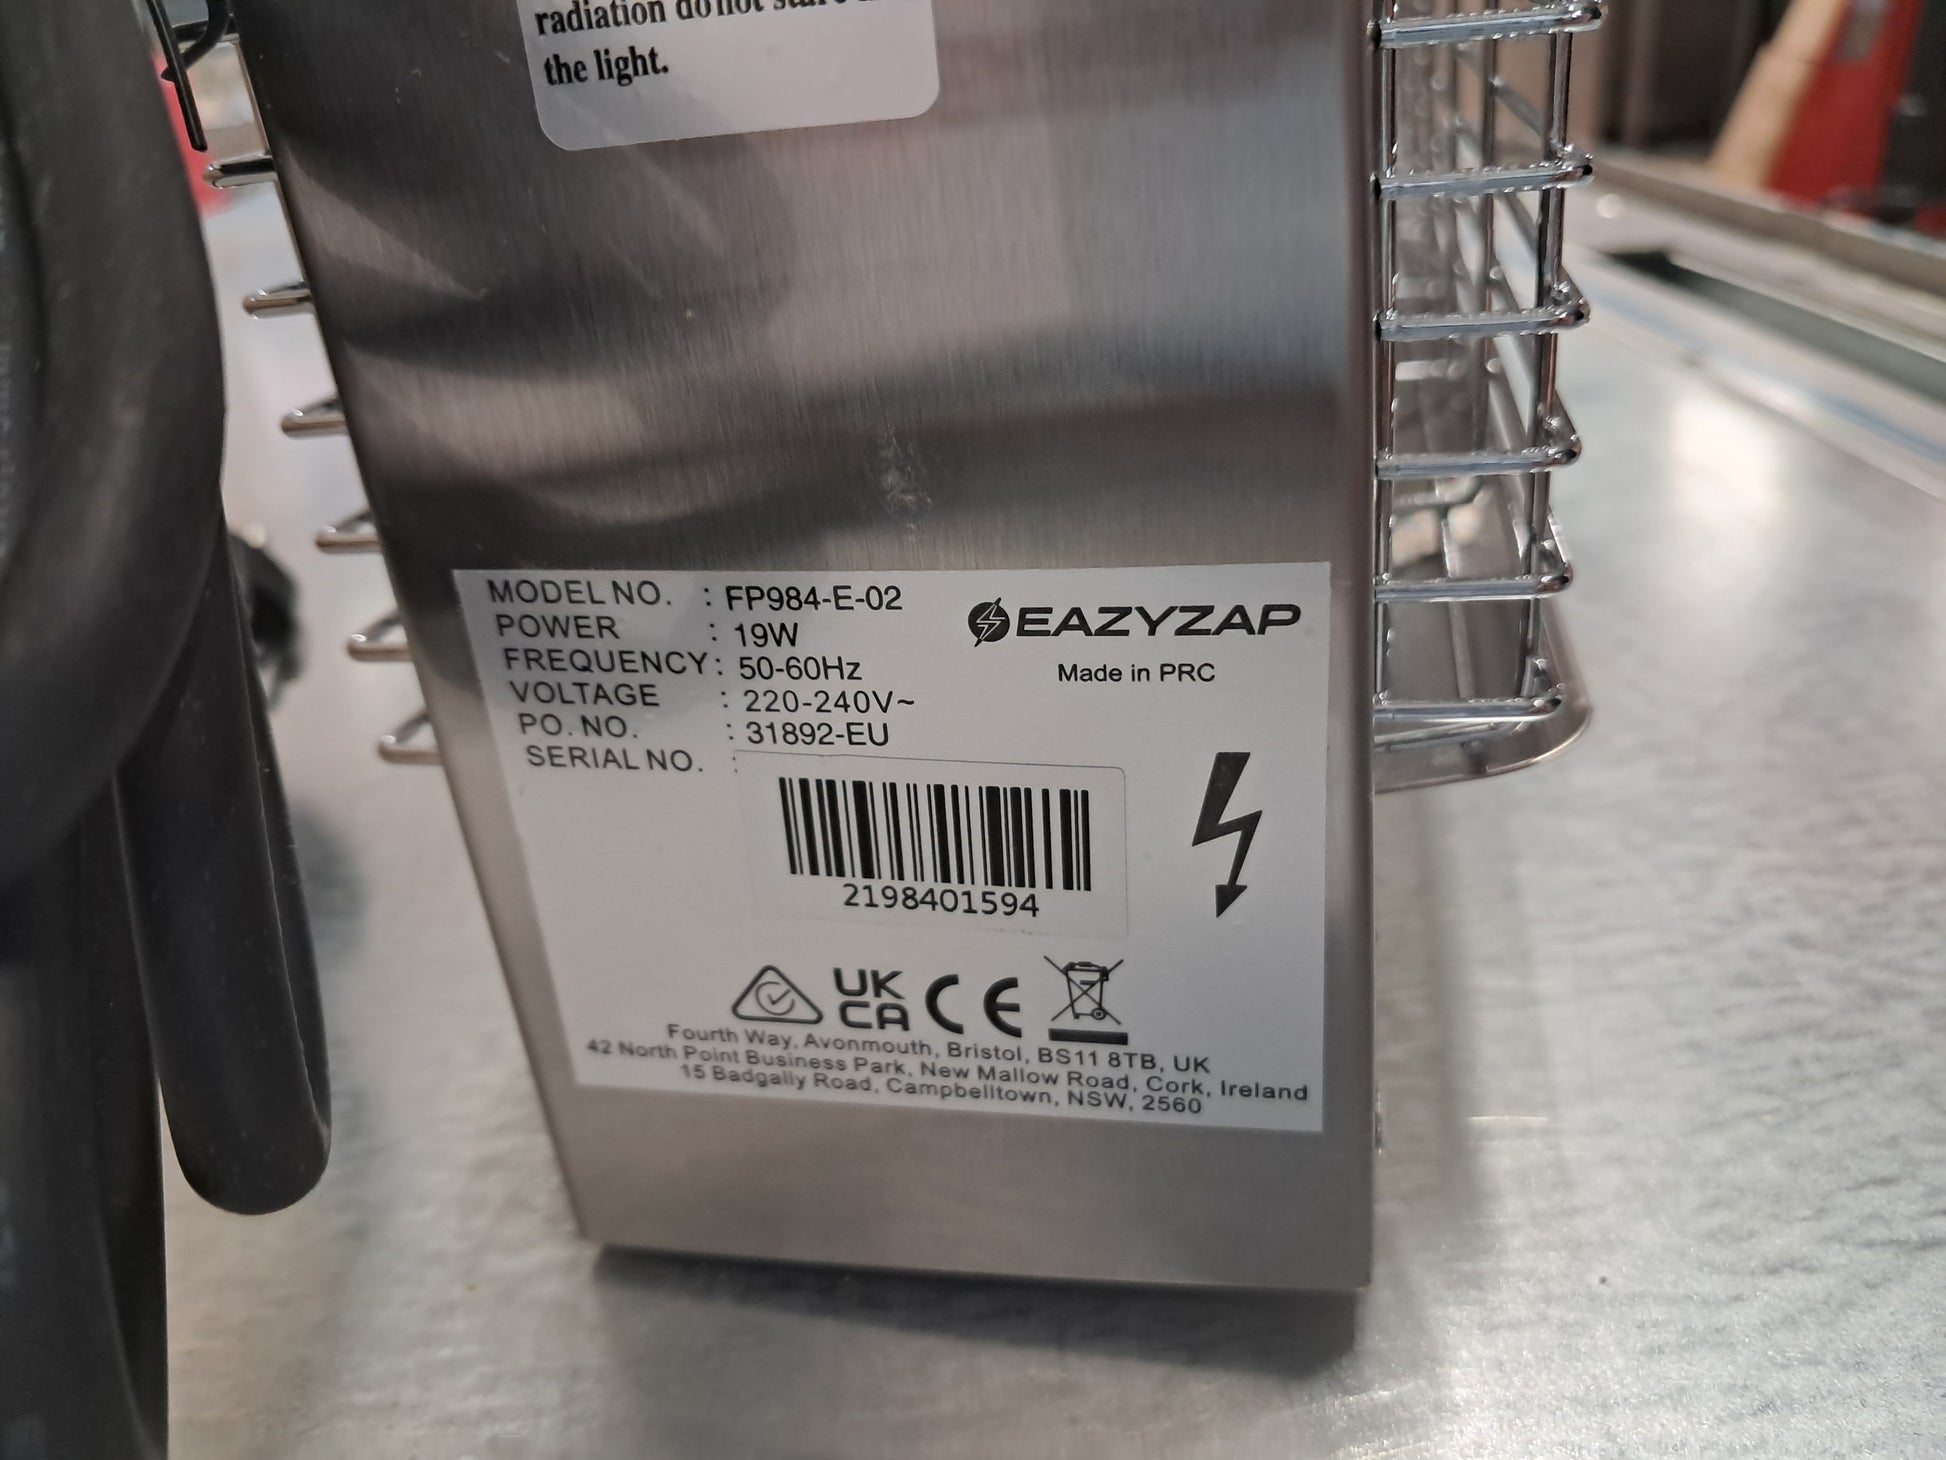 radiation do not stare
the light.
MODEL NO. : FP984-E-02
POWER : 19W
FREQUENCY : 50-60Hz
VOLTAGE : 220-240V~
PO. NO. : 31892-EU
SERIAL NO. :
EAZYZAP
Made in PRC
2198401594
UK
CA
CE
Fourth Way, Avonmouth, Bristol, BS11 8TB, UK
42 North Point Business Park, New Mallow Road, Cork, Ireland
15 Badgally Road, Campbelltown, NSW, 2560